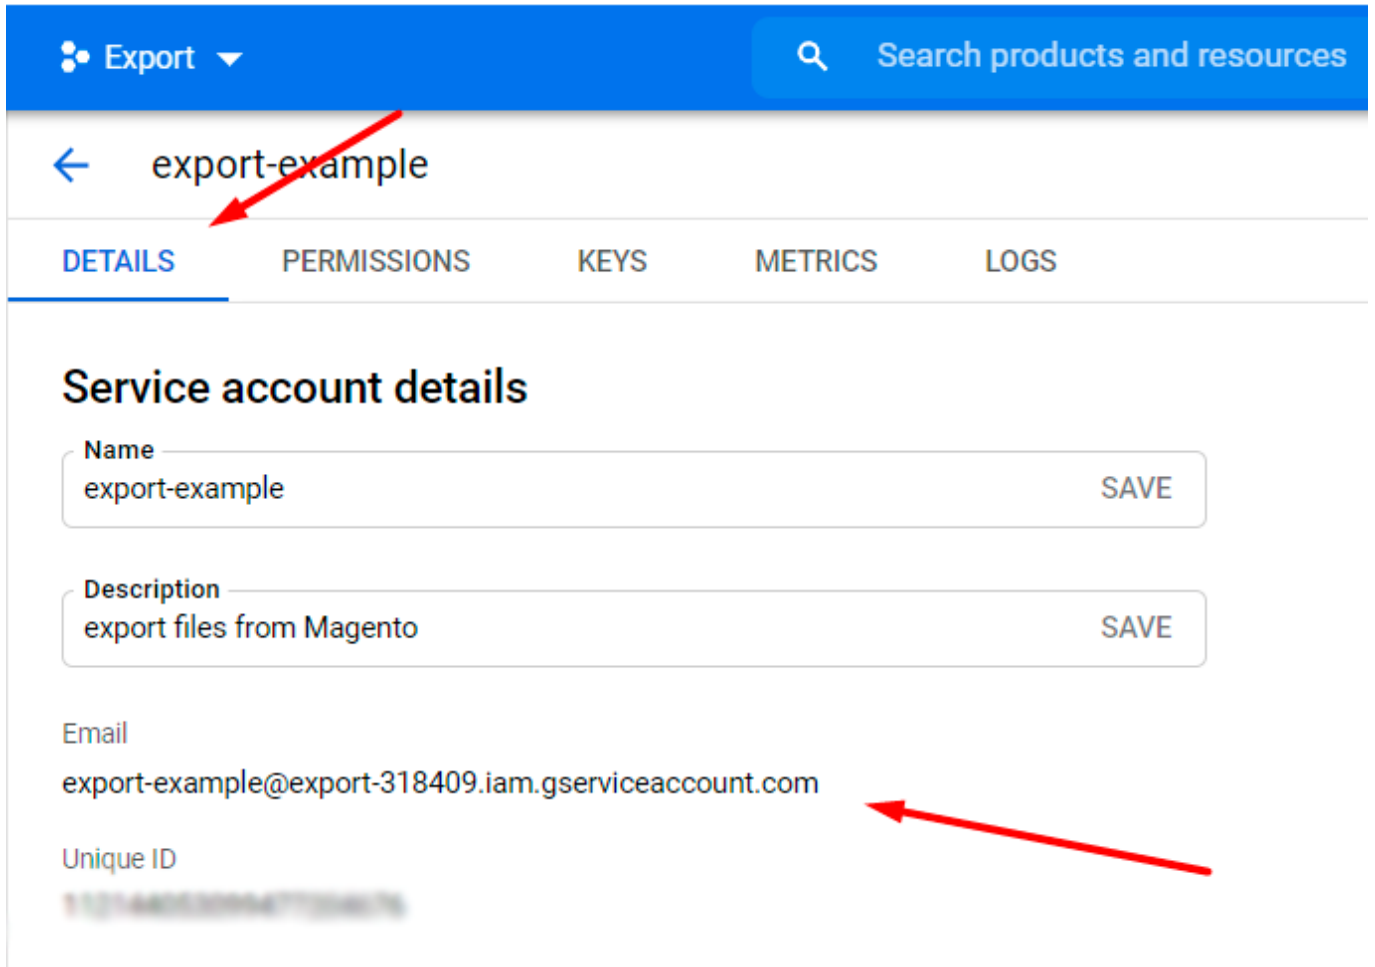 Export
Search products and resources
export-example
DETAILS PERMISSIONS KEYS METRICS LOGS
Service account details
Name
export-example SAVE
Description
export files from Magento SAVE
Email
export-example@export-318409.iam.gserviceaccount.com
Unique ID